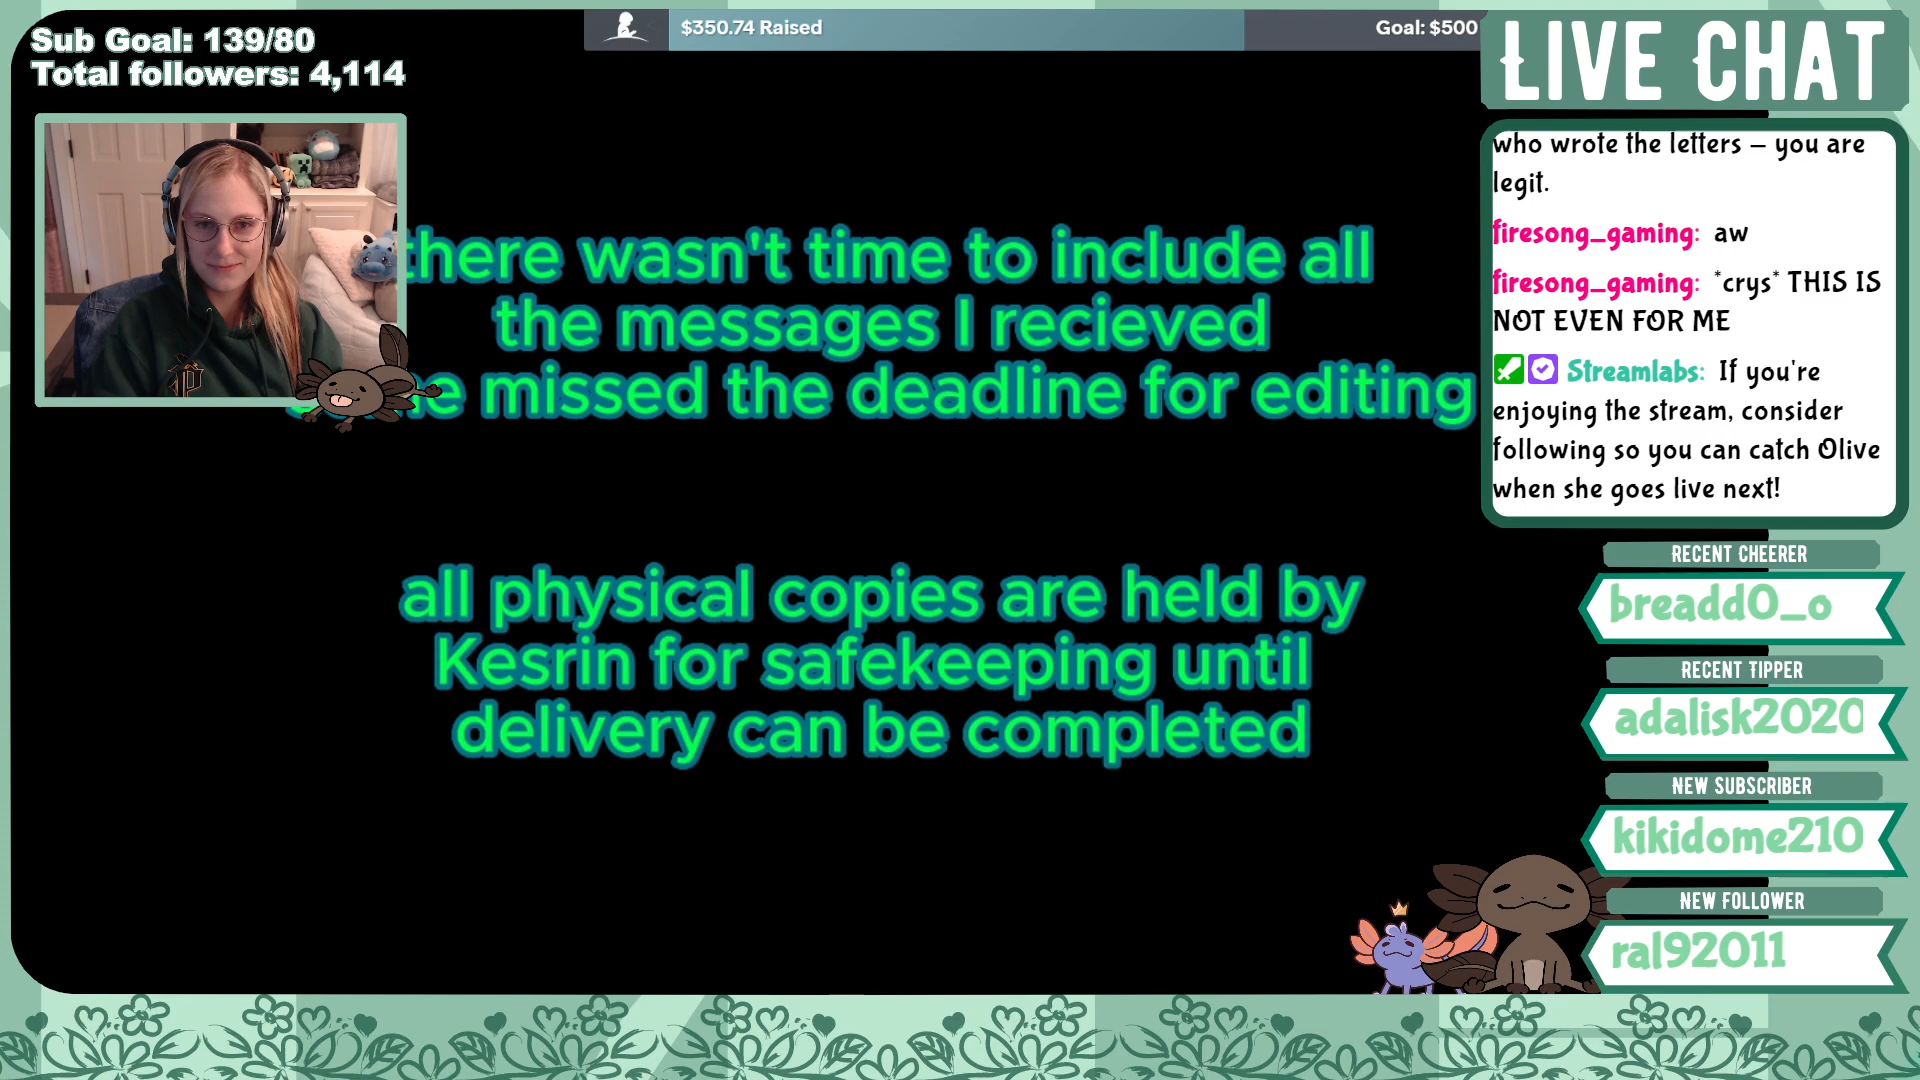 Sub Goal: 139/80
Total followers: 4,114
$350.74 Raised
Goal: $500
LIVE CHAT
who wrote the letters – you are
legit.
firesong_gaming: aw
firesong_gaming: *crys* THIS IS
NOT EVEN FOR ME
Streamlabs: If you're
enjoying the stream, consider
following so you can catch Olive
when she goes live next!
there wasn't time to include all
the messages I recieved
missed the deadline for editing
all physical copies are held by
Kesrin for safekeeping until
delivery can be completed
RECENT CHEERER
breadd0_o
RECENT TIPPER
adalisk2020
NEW SUBSCRIBER
kikidome210
NEW FOLLOWER
ral92011